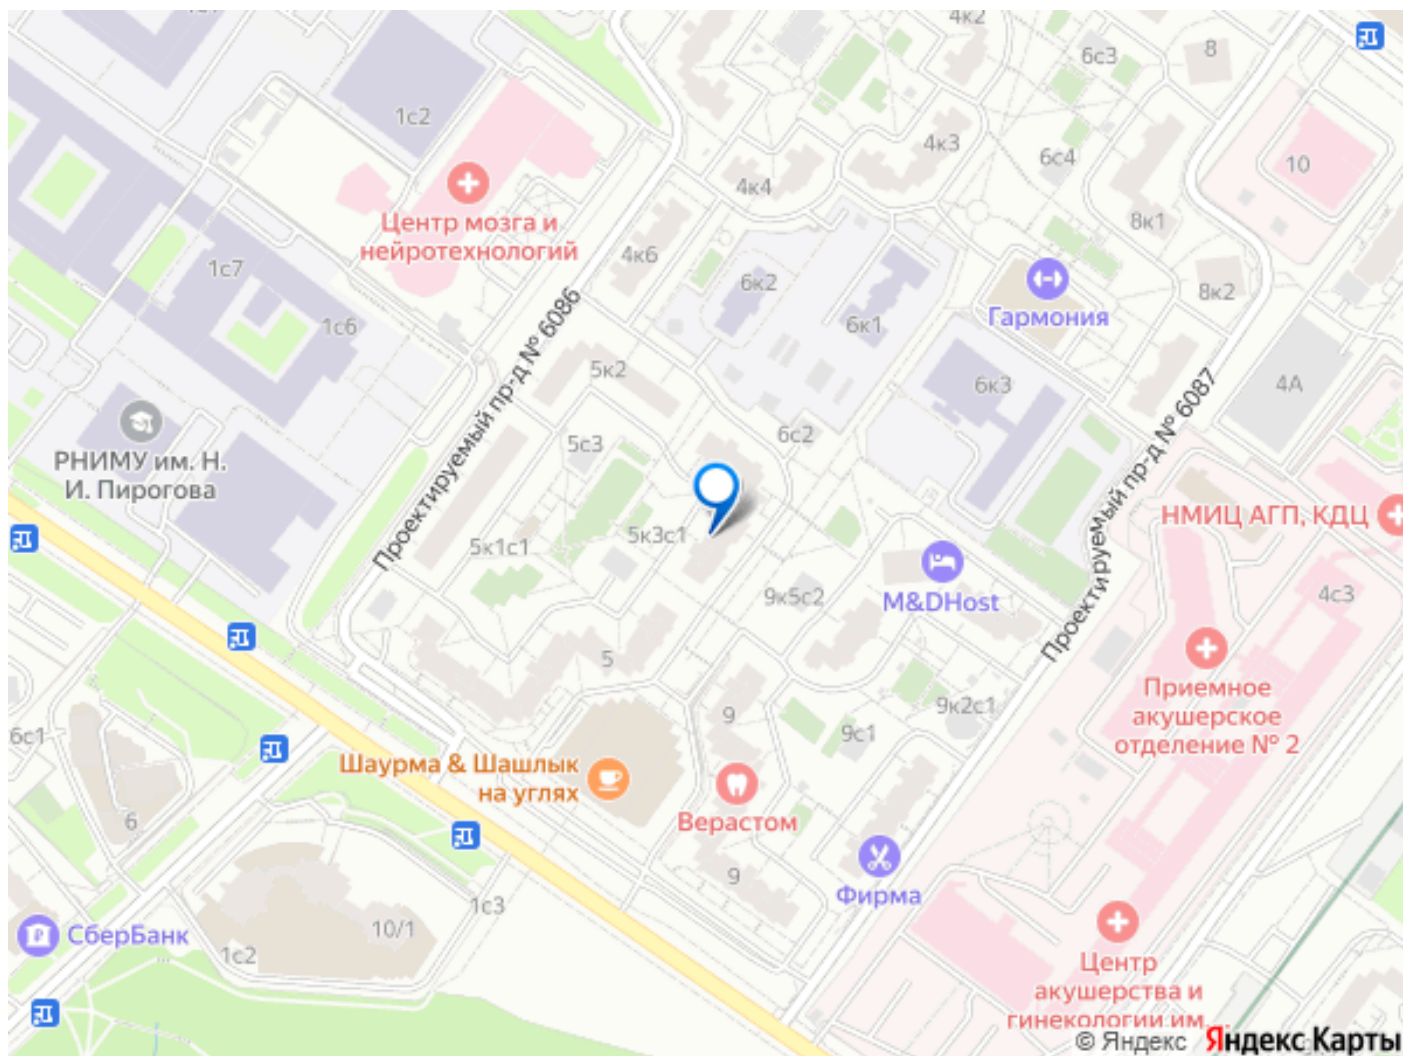 4к2
6с3
8
1с2
4к3
6с4
10
4к4
8к1
Центр мозга и
нейротехнологий
4к6
1с7
6к2
8к2
Гармония
1с6
6к1
Проектируемый пр-д № 6086
5к2
6к3
4А
Проектируемый пр-д № 6087
6с2
5с3
РНИМУ им. Н.
И. Пирогова
НМИЦ АГП, КДЦ
5к3с1
5к1с1
9к5с2
M&DHost
4с3
5
Приемное
акушерское
отделение № 2
9
9к2с1
9с1
6с1
Шаурма & Шашлык
на углях
6
Верастом
9
Фирма
1с3
10/1
СберБанк
1с2
Центр
акушерства и
гинекологии им...
© Яндекс Яндекс Карты